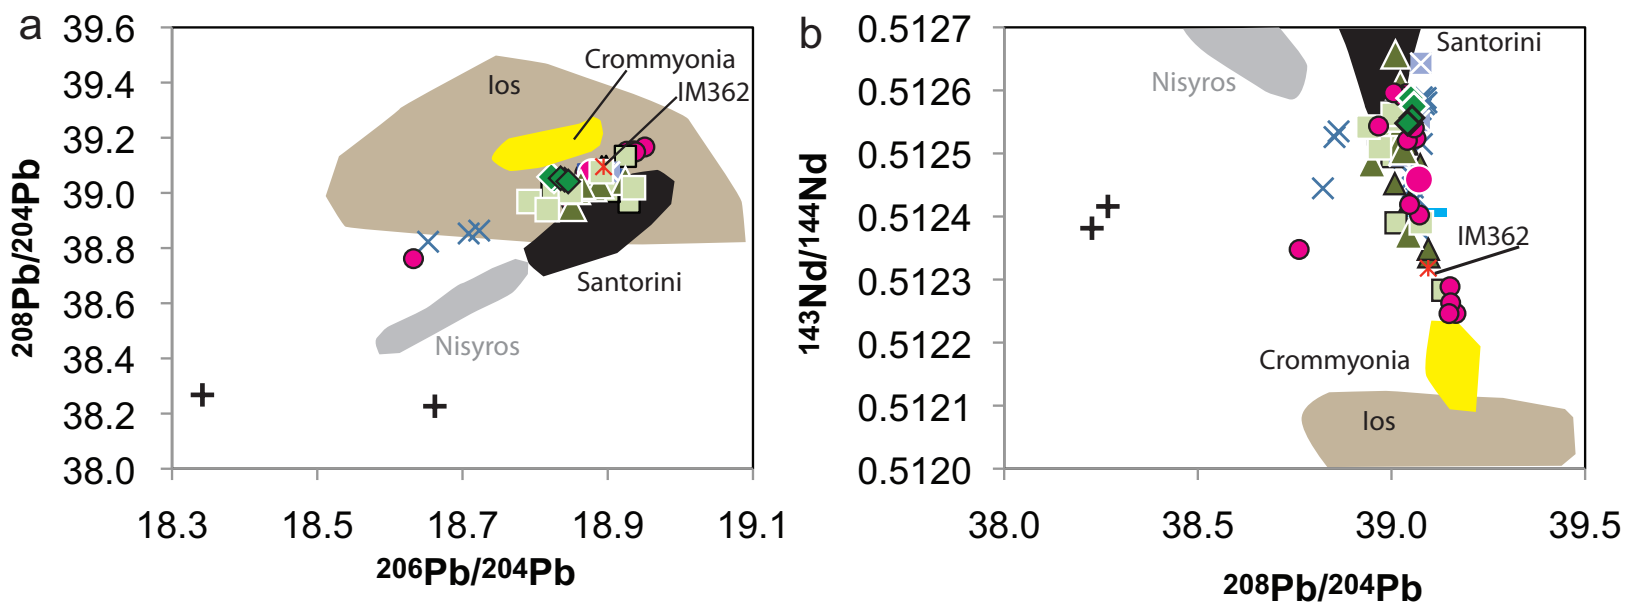 a
39.6
39.4
39.2
39.0
38.8
38.6
38.4
38.2
38.0
208Pb/204Pb
Crommyonia
Ios
IM362
Santorini
Nisyros
18.3 18.5 18.7 18.9 19.1
206Pb/204Pb
b
0.5127
0.5126
0.5125
0.5124
0.5123
0.5122
0.5121
0.5120
143Nd/144Nd
Santorini
Nisyros
IM362
Crommyonia
Ios
38.0 38.5 39.0 39.5
208Pb/204Pb